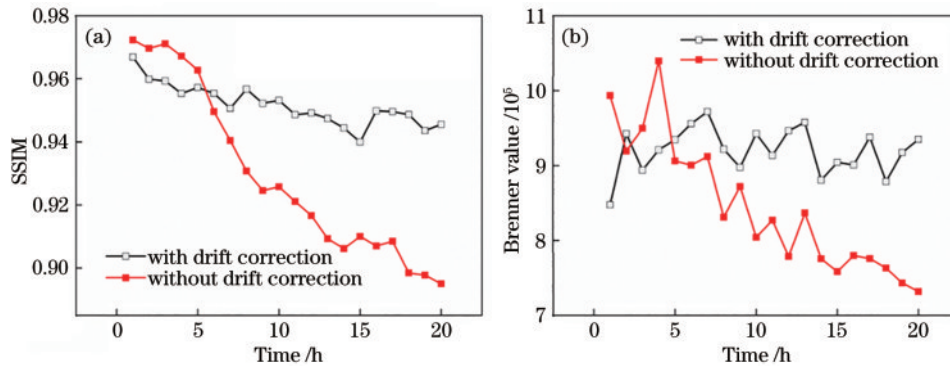 (a)
0.98
0.96
0.94
0.92
0.90
SSIM
with drift correction
without drift correction
0
5
10
15
20
Time /h
(b)
11
10
9
8
7
Brenner value /10⁵
with drift correction
without drift correction
0
5
10
15
20
Time /h